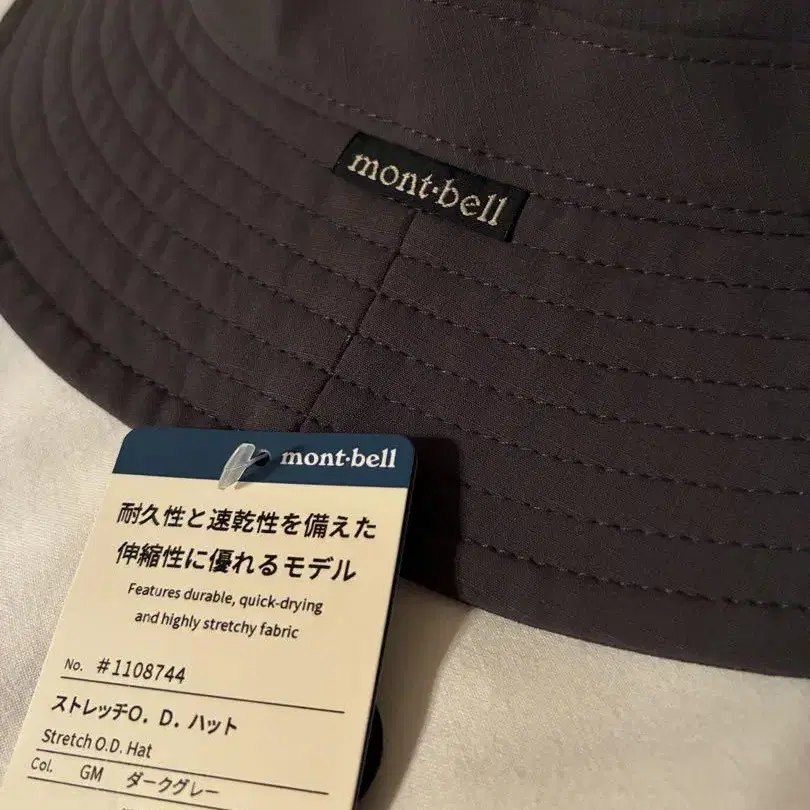 mont·bell
mont·bell
耐久性と速乾性を備えた
伸縮性に優れるモデル
Features durable, quick-drying
and highly stretchy fabric
No. #1108744
ストレッチO. D. ハット
Stretch O.D. Hat
Col. GM ダークグレー